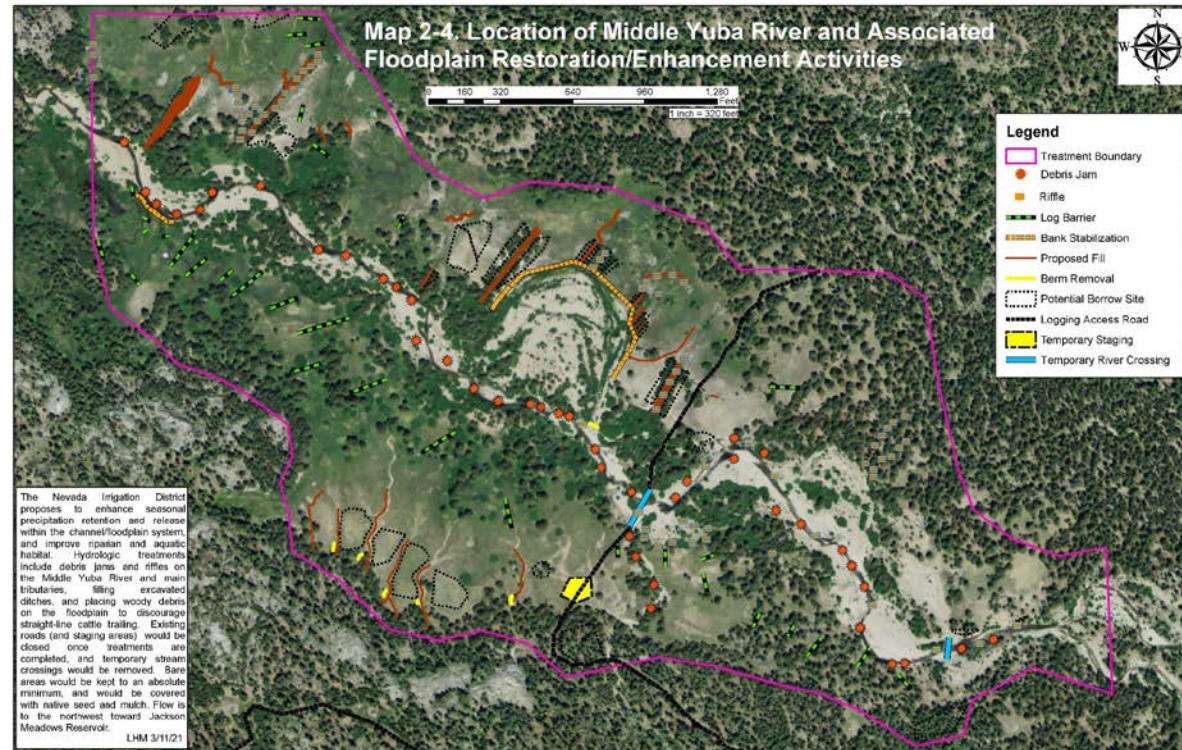 Map 2-4. Location of Middle Yuba River and Associated
Floodplain Restoration/Enhancement Activities
0 160 320 640 960 1,280
Feet
1 inch = 320 feet
N
W E
S
Legend
Treatment Boundary
Debris Jam
Riffle
Log Barrier
Bank Stabilization
Proposed Fill
Berm Removal
Potential Borrow Site
Logging Access Road
Temporary Staging
Temporary River Crossing
The Nevada Irrigation District
proposes to enhance seasonal
precipitation retention and release
within the channel/floodplain system,
and improve riparian and aquatic
habitat. Hydrologic treatments
include debris jams and riffles on
the Middle Yuba River and main
tributaries, filling excavated
ditches, and placing woody debris
on the floodplain to discourage
straight-line cattle trailing. Existing
roads (and staging areas) would be
closed once treatments are
completed, and temporary stream
crossings would be removed. Bare
areas would be kept to an absolute
minimum, and would be covered
with native seed and mulch. Flow is
to the northwest toward Jackson
Meadows Reservoir.
LHM 3/11/21